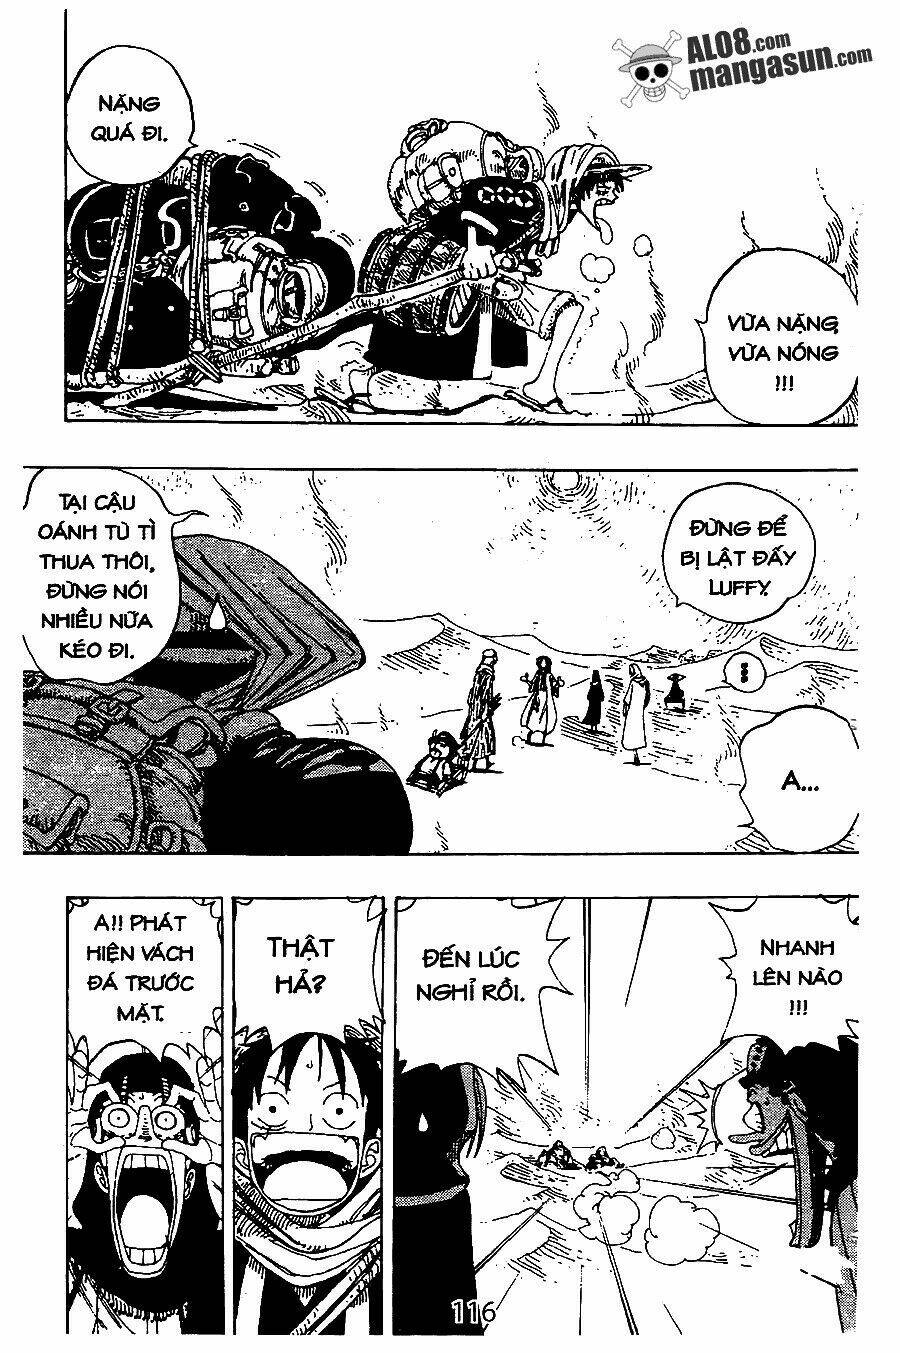 AL08.com
mangasun.com
NẶNG
QUÁ ĐI.
VỪA NẶNG,
VỪA NÓNG
!!!
TẠI CẬU
OÁNH TÙ TÌ
THUA THÔI,
ĐỪNG NÓI
NHIỀU NỮA
KÉO ĐI.
ĐỪNG ĐỂ
BỊ LẬT ĐẤY
LUFFY.
A...
A!! PHÁT
HIỆN VÁCH
ĐÁ TRƯỚC
MẶT.
THẬT
HẢ?
ĐẾN LÚC
NGHỈ RỒI.
NHANH
LÊN NÀO
!!!
116